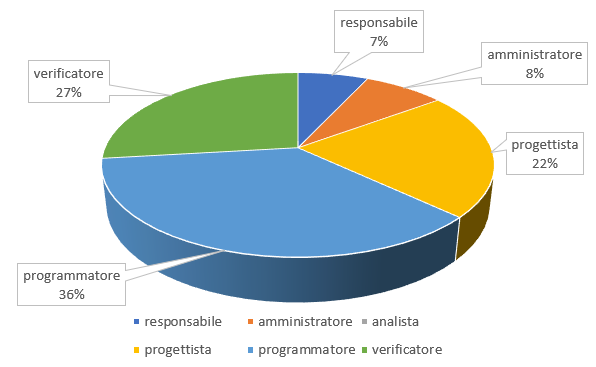 responsabile
7%
amministratore
8%
verificatore
27%
progettista
22%
programmatore
36%
responsabile amministratore analista
progettista programmatore verificatore